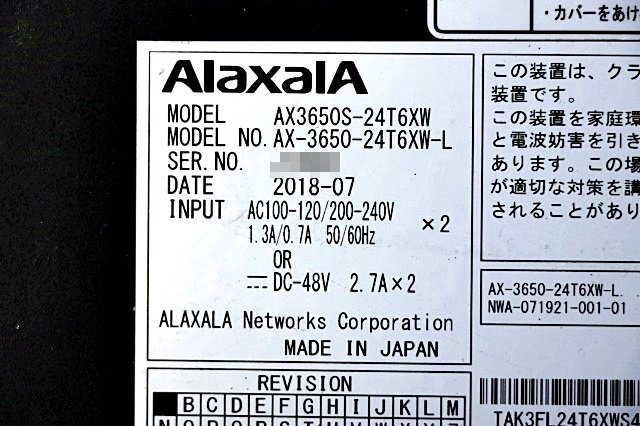 ・カバーをあけ
AlaxalA
MODEL AX3650S-24T6XW
MODEL NO. AX-3650-24T6XW-L
SER. NO.
DATE 2018-07
INPUT AC100-120/200-240V ×2
1.3A/0.7A 50/60Hz
OR
DC-48V 2.7A×2
ALAXALA Networks Corporation
MADE IN JAPAN
REVISION
B C D E F G H I J K L M
この装置は、クラ
装置です。
この装置を家庭環
と電波妨害を引き
あります。この場
が適切な対策を講
されることがあり
AX-3650-24T6XW-L.
NWA-071921-001-01
TAK3FL24T6XWS4